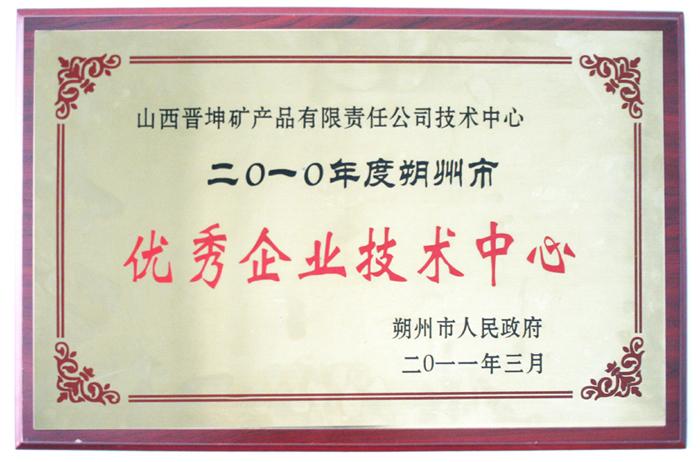 山西晋坤矿产品有限责任公司技术中心
二〇一〇年度朔州市
优秀企业技术中心
朔州市人民政府
二〇一一年三月